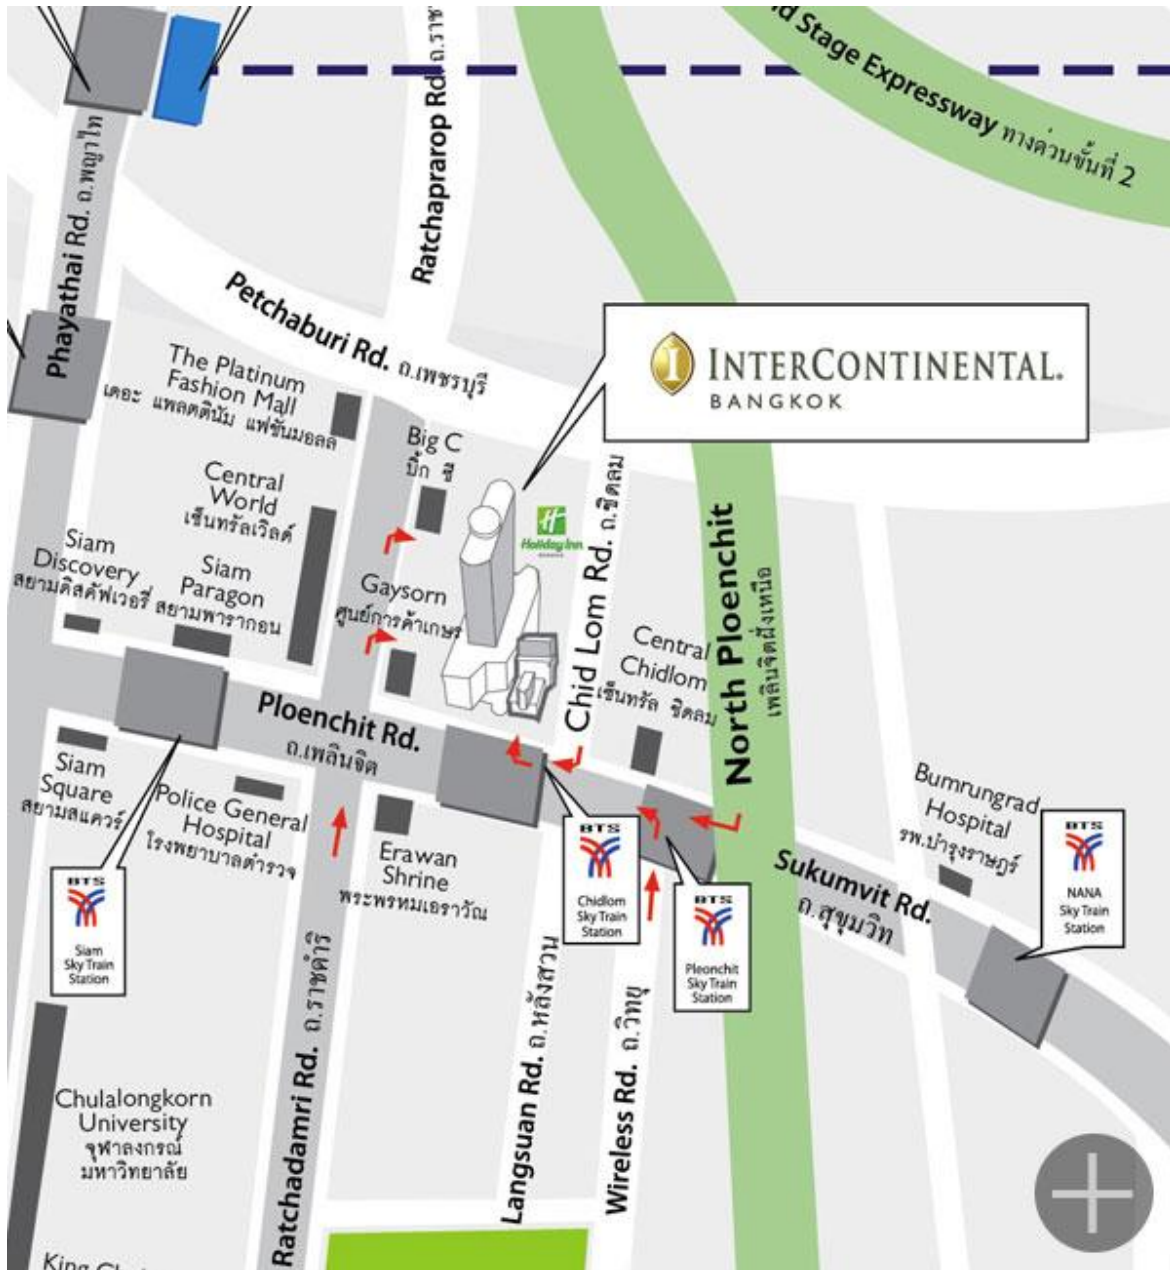 nd Stage Expressway ทางด่วนขั้นที่ 2
Ratchaprarop Rd. ถ.ราช
Phayathai Rd. ถ.พญาไท
Petchaburi Rd. ถ.เพชรบุรี
INTERCONTINENTAL.
BANGKOK
The Platinum
Fashion Mall
เดอะ แพลตตินัม แฟชั่นมอลล
Big C
บิ๊ก ซี
Central
World
เซ็นทรัลเวิลด์
H
Holiday Inn
Siam
Discovery
สยามดิสคัฟเวอรี่
Siam
Paragon
สยามพารากอน
Gaysorn
ศูนย์การค้าเกษร
Chid Lom Rd. ถ.ชิดลม
Central
Chidlom
เซ็นทรัล ชิดลม
North Ploenchit
เพลินจิตฝั่งเหนือ
Ploenchit Rd.
ถ.เพลินจิต
Siam
Square
สยามสแควร์
Police General
Hospital
โรงพยาบาลตำรวจ
Erawan
Shrine
พระพรหมเอราวัณ
Bumrungrad
Hospital
รพ.บำรุงราษฎร์
Sukumvit Rd.
ถ.สุขุมวิท
BTS
Siam
Sky Train
Station
BTS
Chidlom
Sky Train
Station
BTS
Pleonchit
Sky Train
Station
BTS
NANA
Sky Train
Station
Ratchadamri Rd. ถ.ราชดำริ
Langsuan Rd. ถ.หลังสวน
Wireless Rd. ถ.วิทยุ
Chulalongkorn
University
จุฬาลงกรณ์
มหาวิทยาลัย